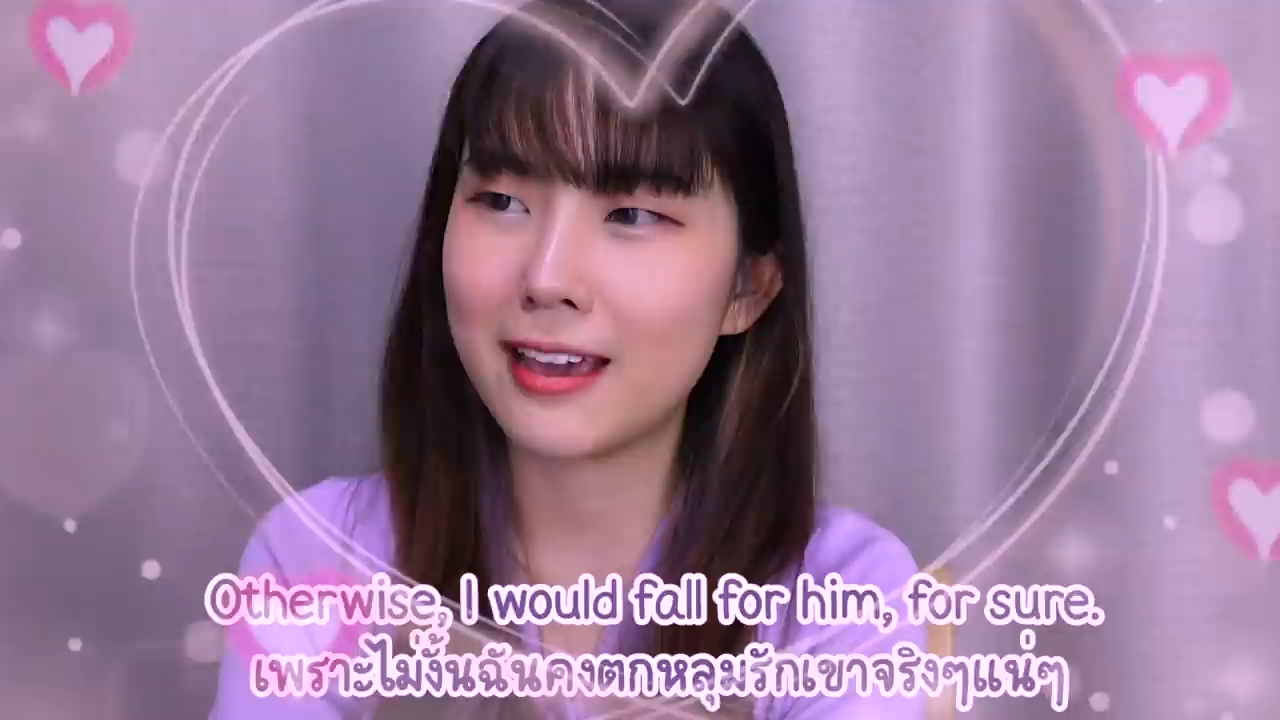 Otherwise, I would fall for him, for sure.
เพราะไม่งั้นฉันคงตกหลุมรักเขาจริงๆแน่ๆ